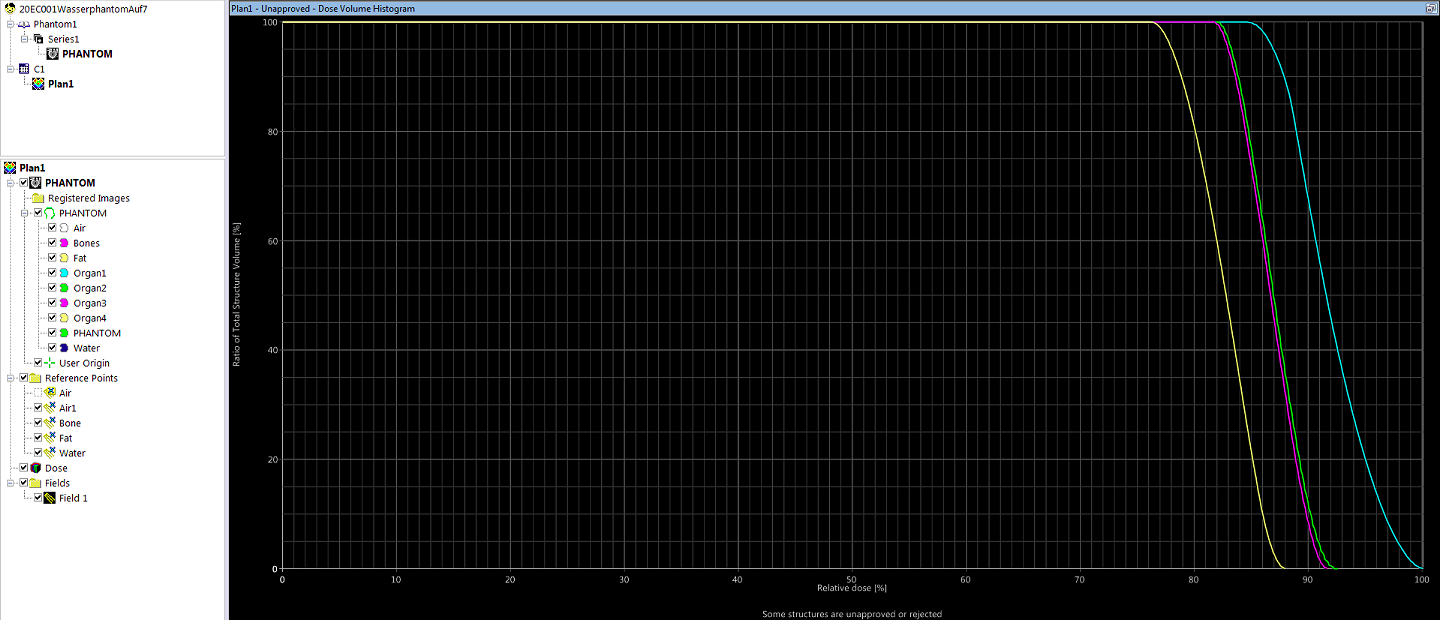 20EC001WasserphantomAuf7
Phantom1
Series1
PHANTOM
C1
Plan1
Plan1
PHANTOM
Registered Images
PHANTOM
Air
Bones
Fat
Organ1
Organ2
Organ3
Organ4
PHANTOM
Water
User Origin
Reference Points
Air
Air1
Bone
Fat
Water
Dose
Fields
Field 1
Plan1 - Unapproved - Dose Volume Histogram
Ratio of Total Structure Volume [%]
100
80
60
40
20
0
0 10 20 30 40 50 60 70 80 90 100
Relative dose [%]
Some structures are unapproved or rejected